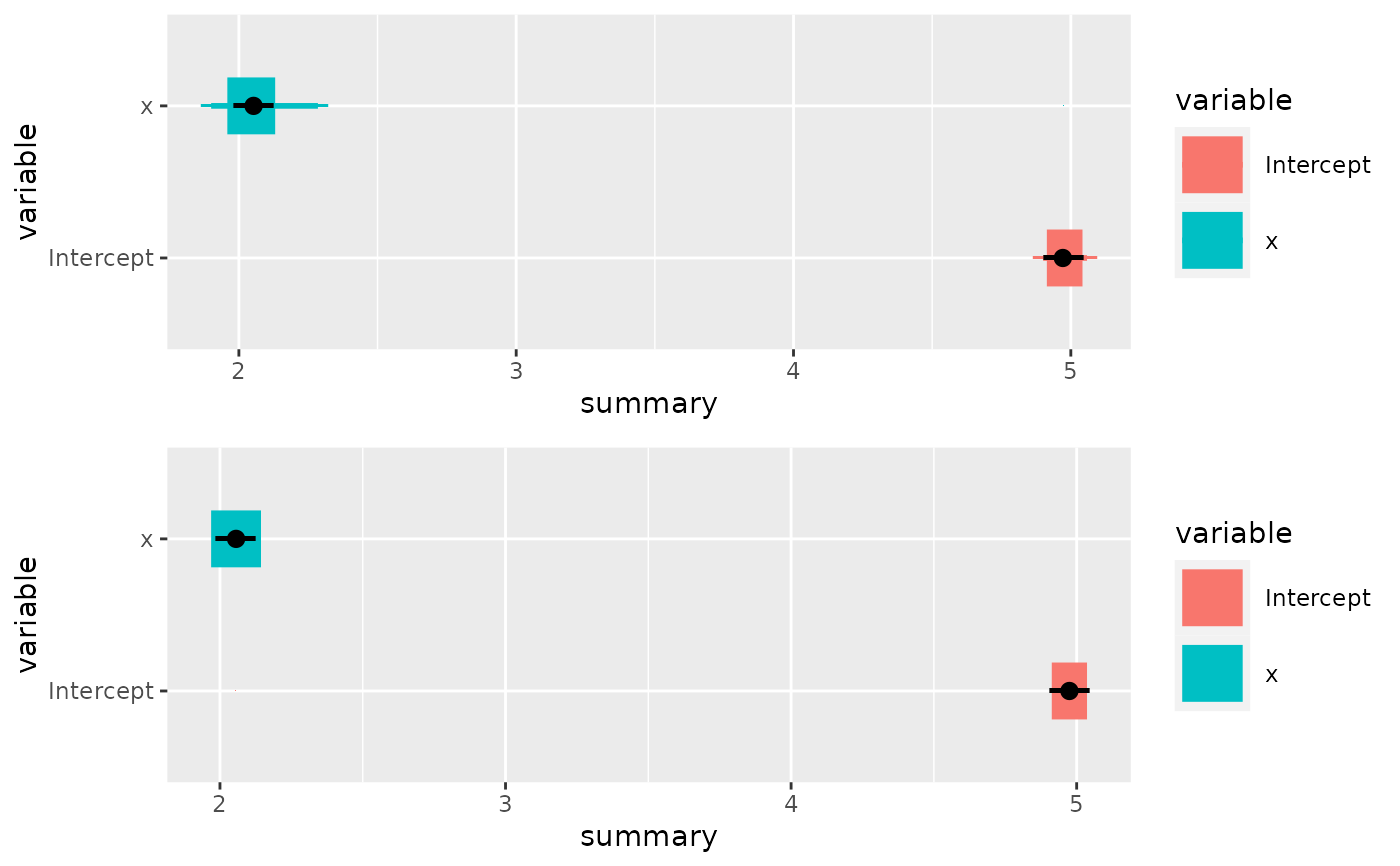 variable
x
Intercept
2 3 4 5
summary
variable
Intercept
x
variable
x
Intercept
2 3 4 5
summary
variable
Intercept
x